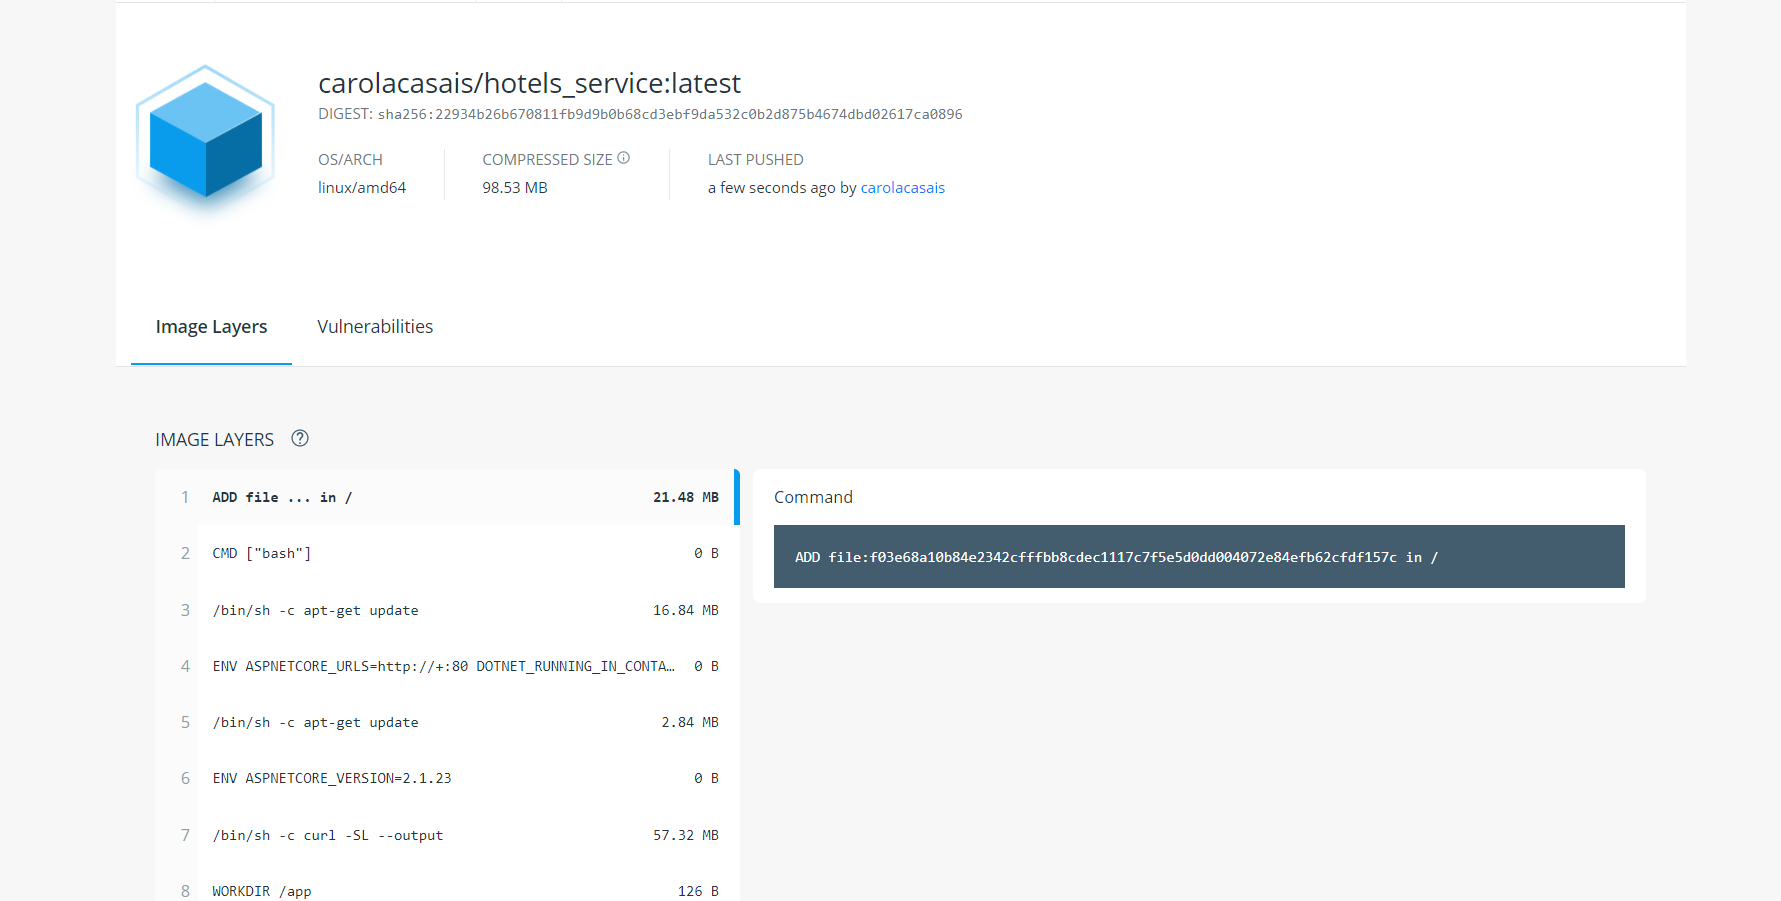 carolacasais/hotels_service:latest
DIGEST: sha256:22934b26b670811fb9d9b0b68cd3ebf9da532c0b2d875b4674dbd02617ca0896
OS/ARCH COMPRESSED SIZE LAST PUSHED
linux/amd64 98.53 MB a few seconds ago by carolacasais
Image Layers Vulnerabilities
IMAGE LAYERS
1 ADD file ... in / 21.48 MB
2 CMD ["bash"] 0 B
3 /bin/sh -c apt-get update 16.84 MB
4 ENV ASPNETCORE_URLS=http://+:80 DOTNET_RUNNING_IN_CONTA… 0 B
5 /bin/sh -c apt-get update 2.84 MB
6 ENV ASPNETCORE_VERSION=2.1.23 0 B
7 /bin/sh -c curl -SL --output 57.32 MB
8 WORKDIR /app 126 B
Command
ADD file:f03e68a10b84e2342cfffbb8cdec1117c7f5e5d0dd004072e84efb62cfdf157c in /